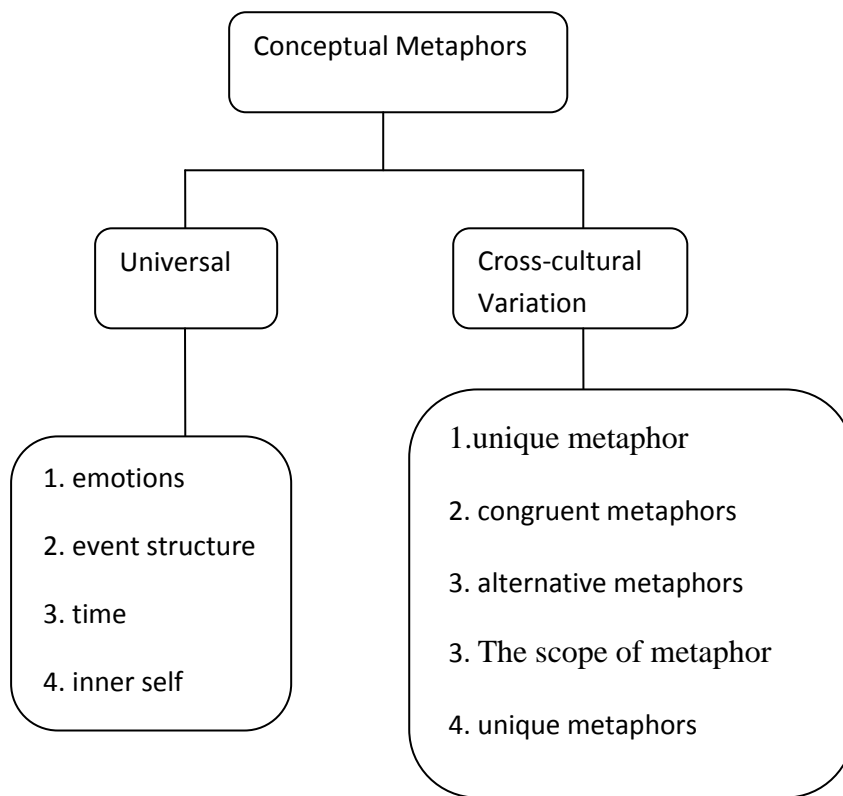 Conceptual Metaphors
Universal
Cross-cultural
Variation
1. emotions
2. event structure
3. time
4. inner self
1.unique metaphor
2. congruent metaphors
3. alternative metaphors
3. The scope of metaphor
4. unique metaphors